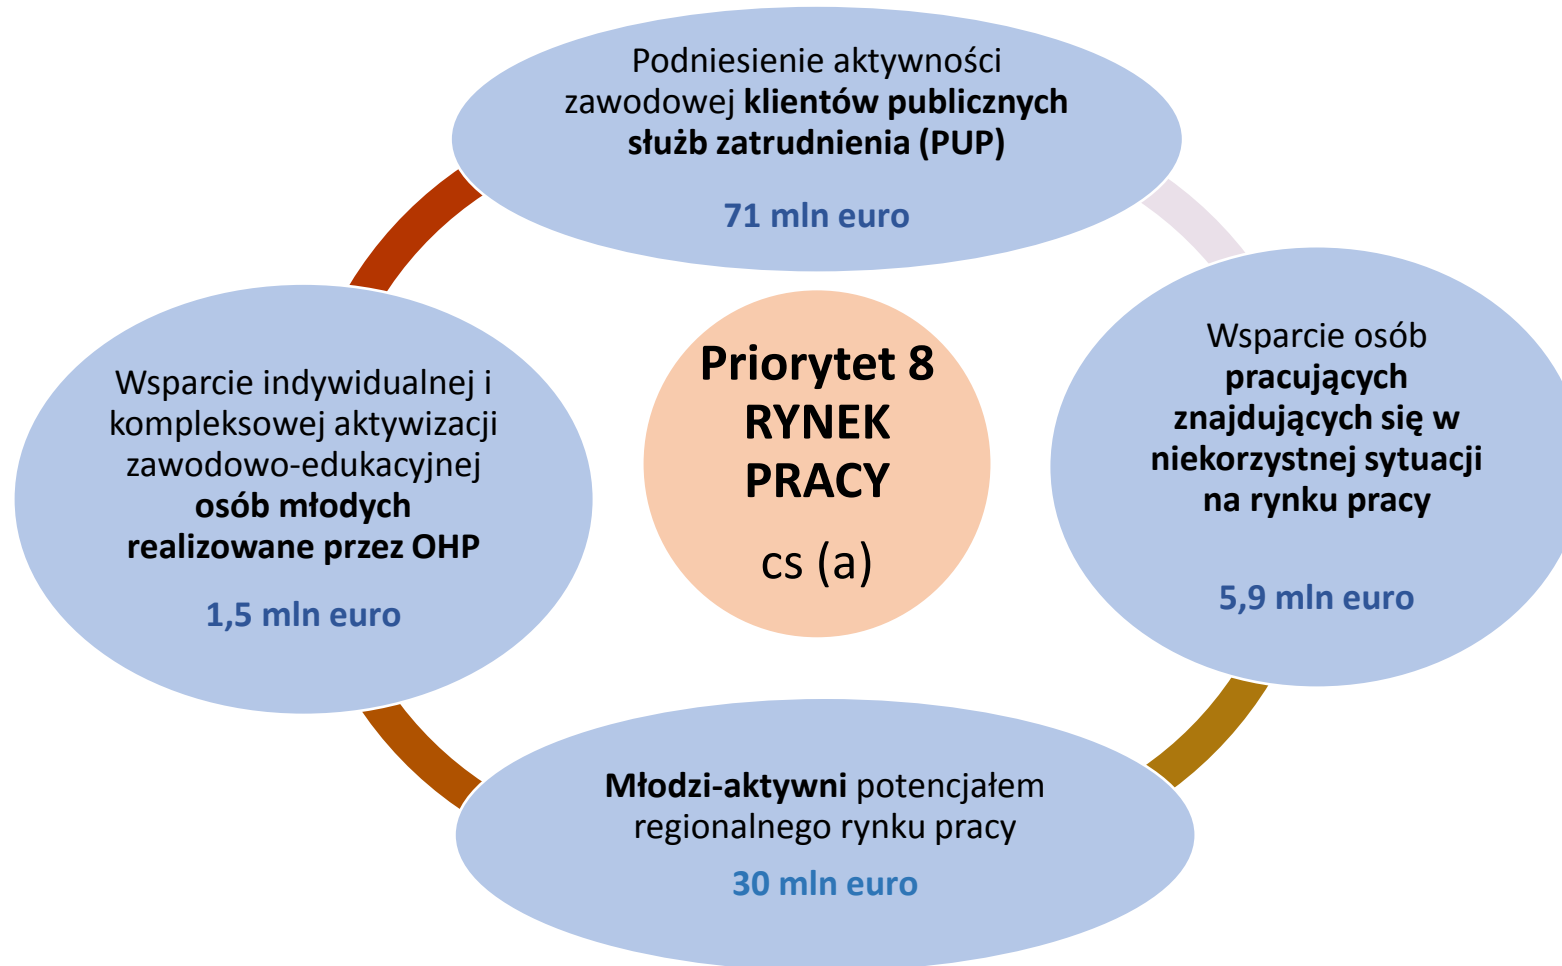 Podniesienie aktywności
zawodowej klientów publicznych
służb zatrudnienia (PUP)
71 mln euro
Wsparcie osób
pracujących
znajdujących się w
niekorzystnej sytuacji
na rynku pracy
5,9 mln euro
Młodzi-aktywni potencjałem
regionalnego rynku pracy
30 mln euro
Wsparcie indywidualnej i
kompleksowej aktywizacji
zawodowo-edukacyjnej
osób młodych
realizowane przez OHP
1,5 mln euro
Priorytet 8
RYNEK
PRACY
cs (a)